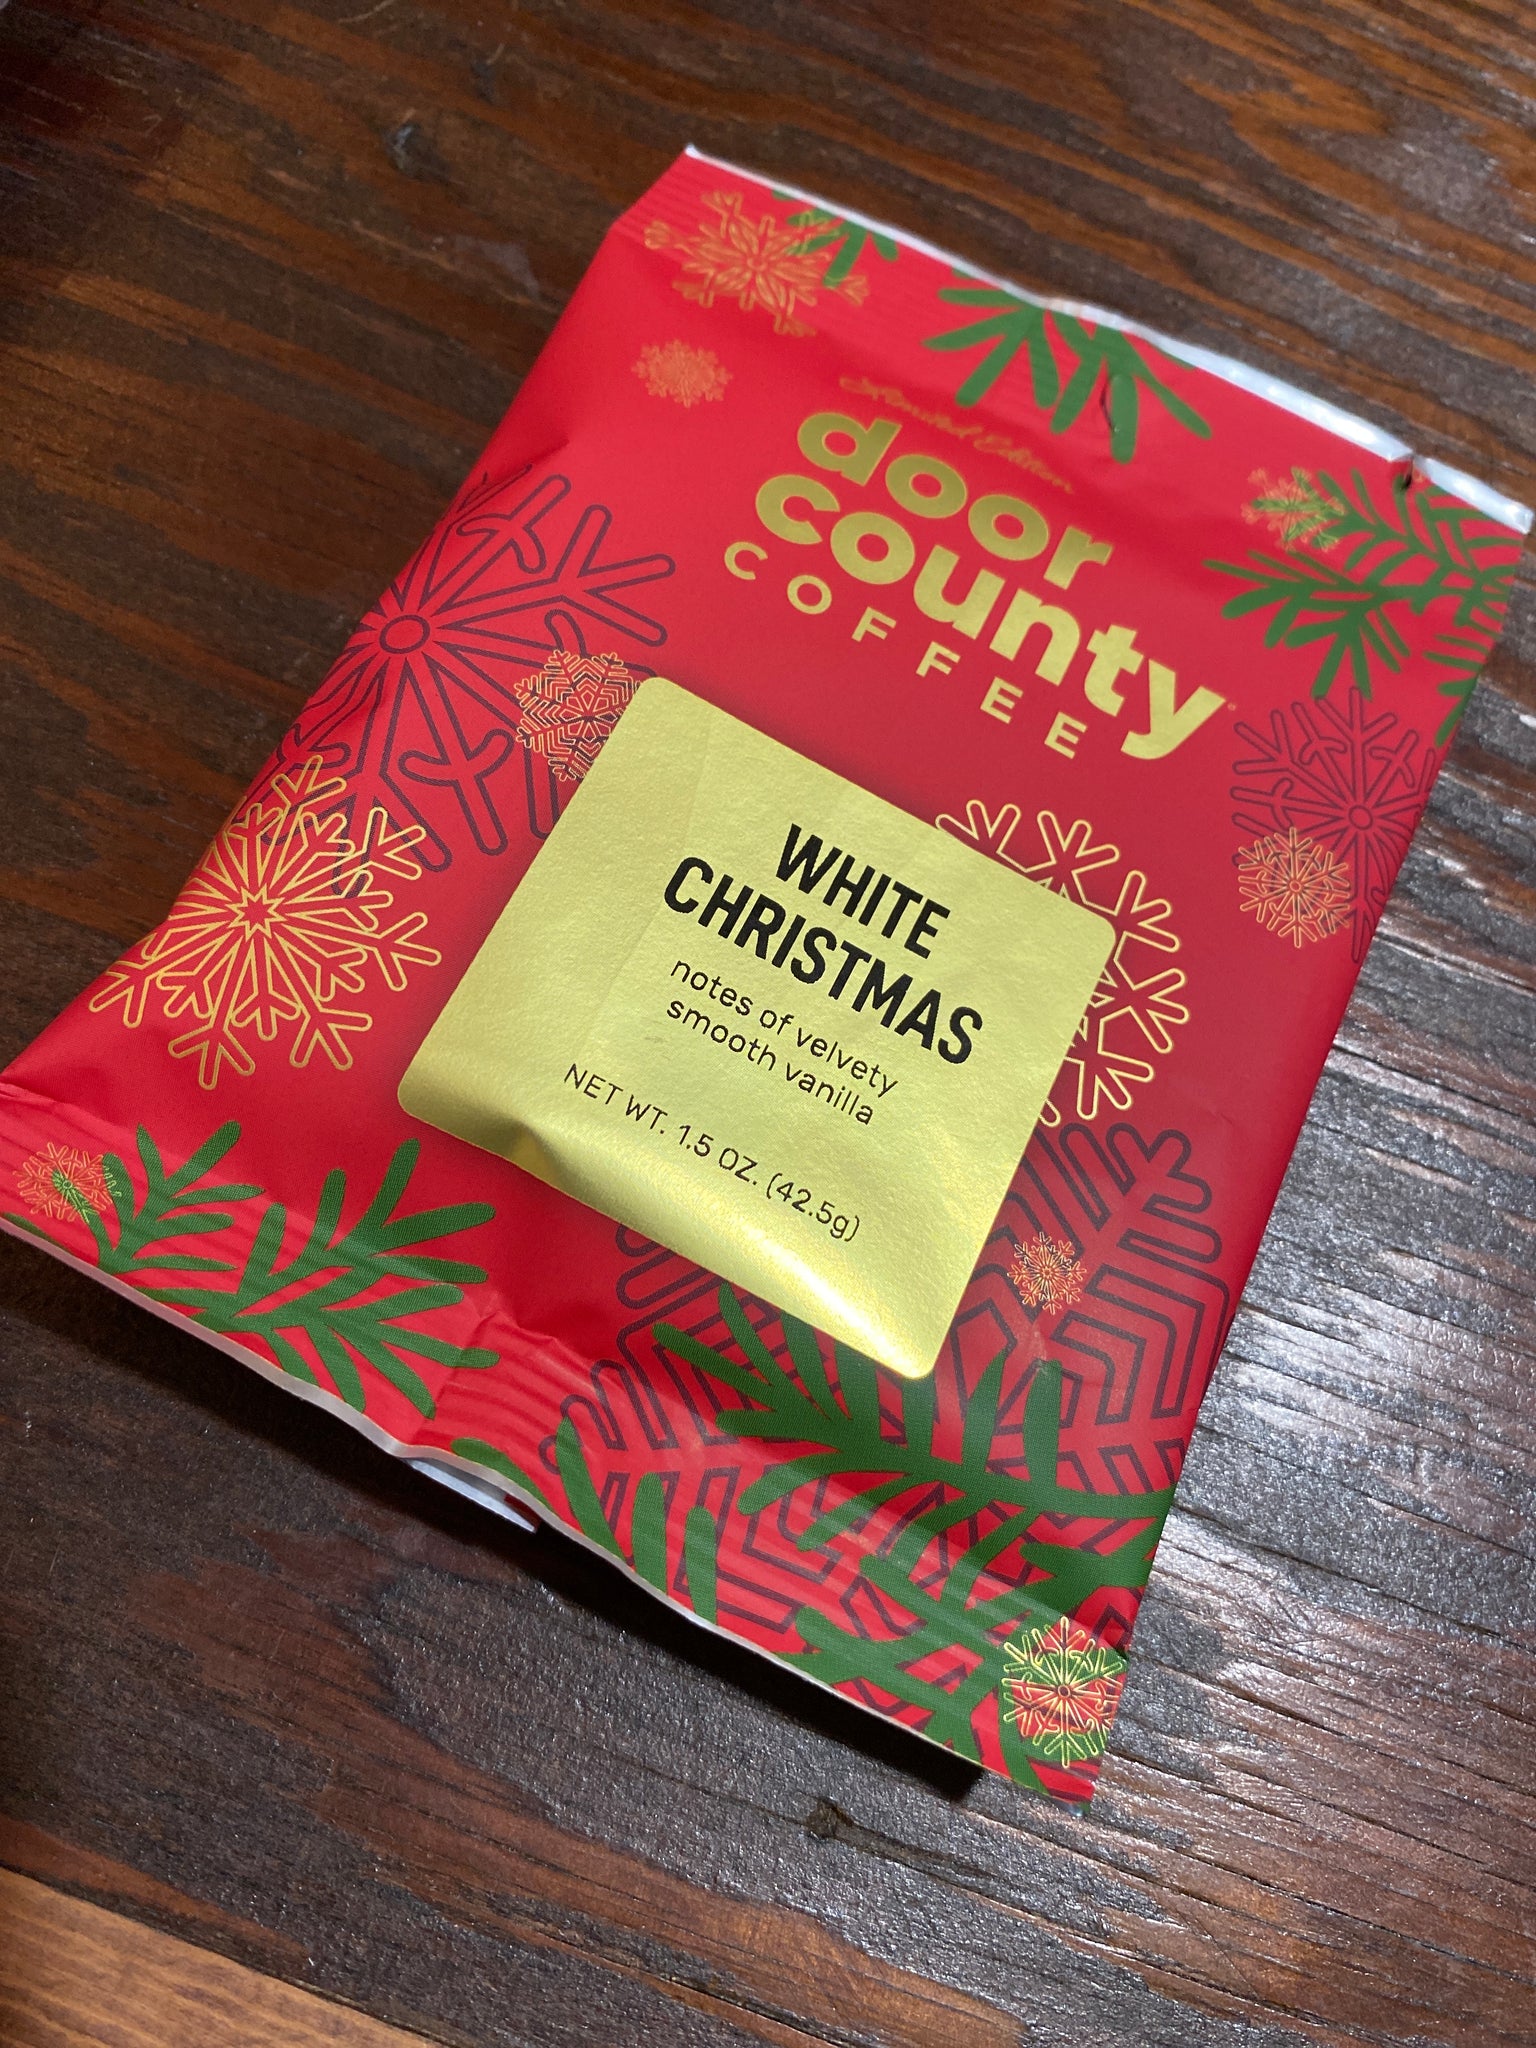 Limited Edition
door
county
COFFEE
WHITE
CHRISTMAS
notes of velvety
smooth vanilla
NET WT. 1.5 OZ. (42.5g)